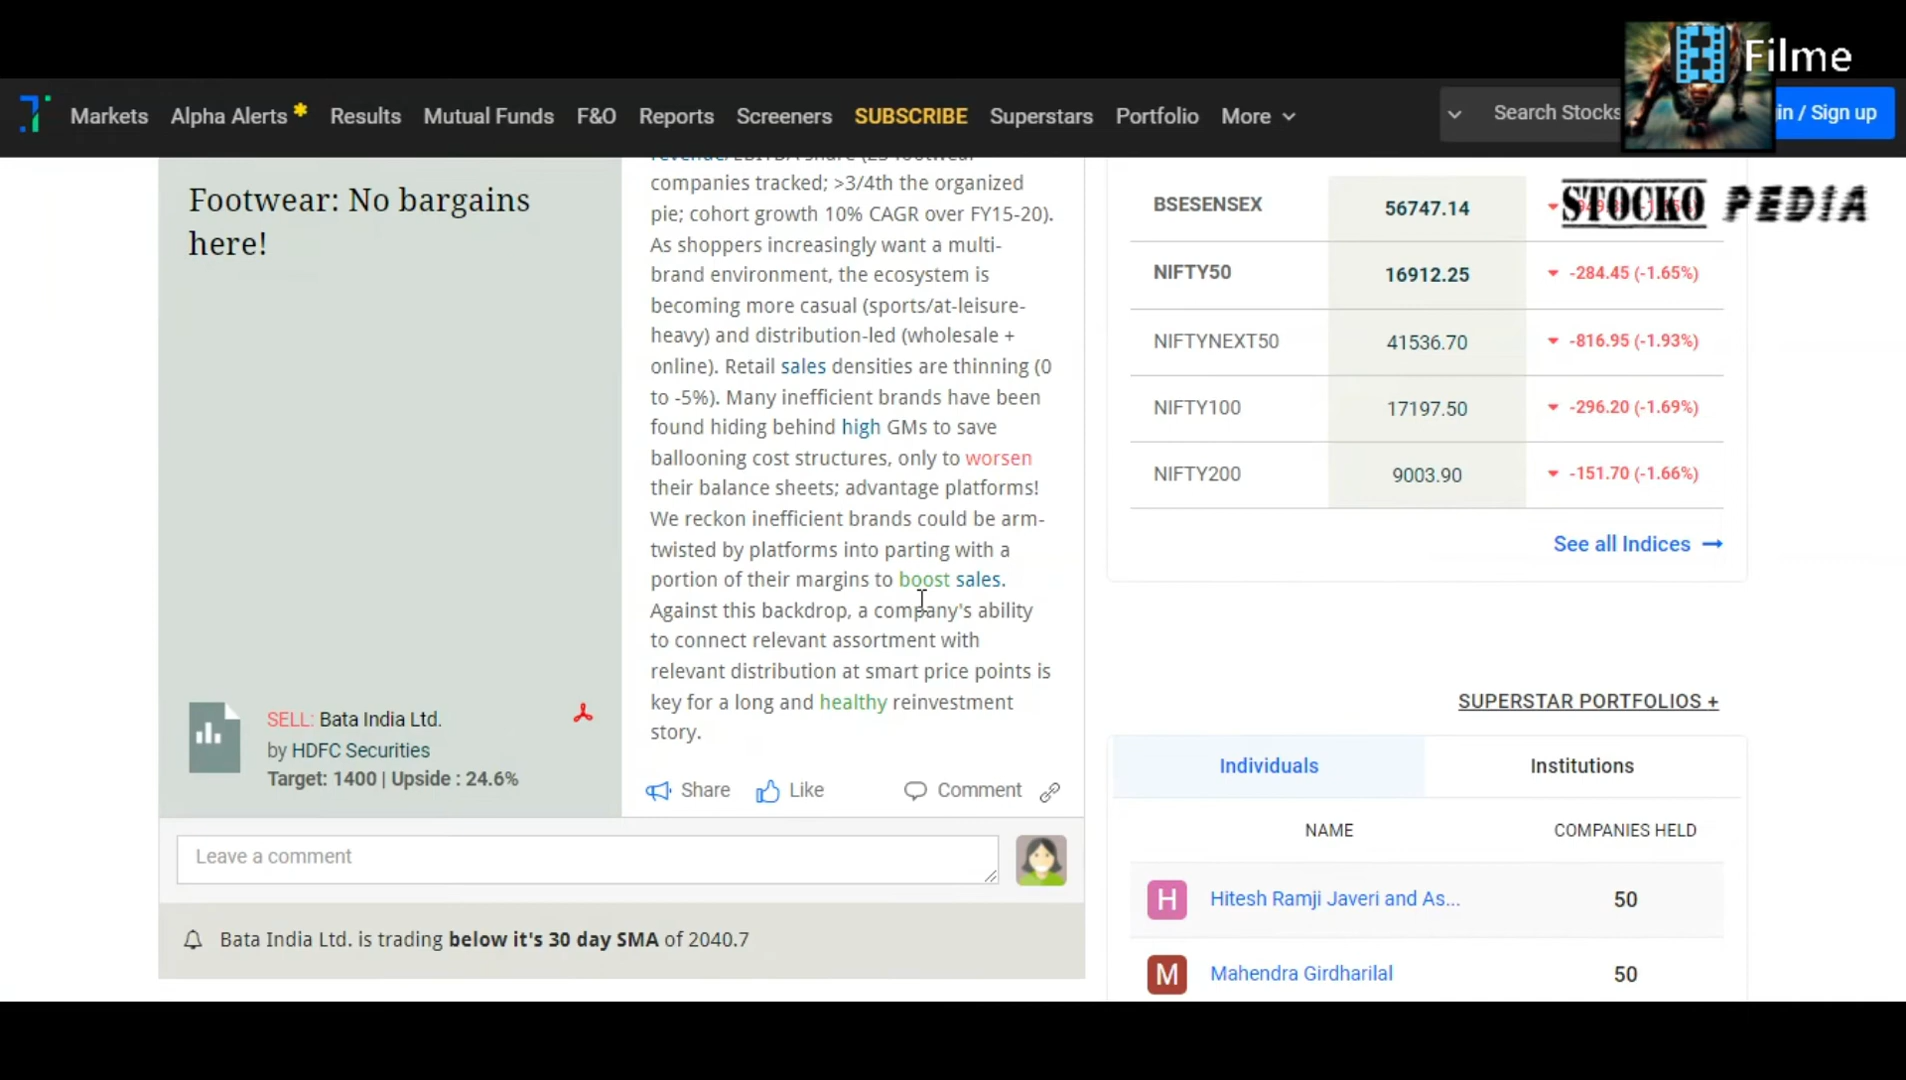 Filme
Markets
Alpha Alerts
Results
Mutual Funds
F&O
Reports
Screeners
SUBSCRIBE
Superstars
Portfolio
More
Search Stocks
in / Sign up
STOCKO PEDIA
Footwear: No bargains
here!
SELL: Bata India Ltd.
by HDFC Securities
Target: 1400 | Upside : 24.6%
revenue/EBITDA share (25 footwear
companies tracked; >3/4th the organized
pie; cohort growth 10% CAGR over FY15-20).
As shoppers increasingly want a multi-
brand environment, the ecosystem is
becoming more casual (sports/at-leisure-
heavy) and distribution-led (wholesale +
online). Retail sales densities are thinning (0
to -5%). Many inefficient brands have been
found hiding behind high GMs to save
ballooning cost structures, only to worsen
their balance sheets; advantage platforms!
We reckon inefficient brands could be arm-
twisted by platforms into parting with a
portion of their margins to boost sales.
Against this backdrop, a company's ability
to connect relevant assortment with
relevant distribution at smart price points is
key for a long and healthy reinvestment
story.
Share
Like
Comment
Leave a comment
Bata India Ltd. is trading below it's 30 day SMA of 2040.7
BSESENSEX 56747.14
NIFTY50 16912.25 -284.45 (-1.65%)
NIFTYNEXT50 41536.70 -816.95 (-1.93%)
NIFTY100 17197.50 -296.20 (-1.69%)
NIFTY200 9003.90 -151.70 (-1.66%)
See all Indices
SUPERSTAR PORTFOLIOS +
Individuals
Institutions
NAME COMPANIES HELD
H Hitesh Ramji Javeri and As... 50
M Mahendra Girdharilal 50